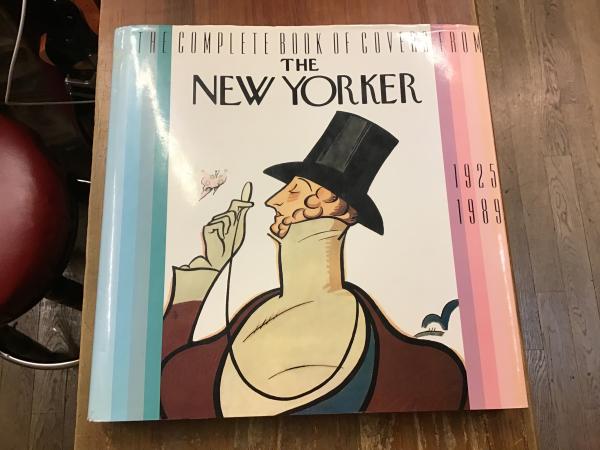 THE COMPLETE BOOK OF COVERS FROM
THE
NEW YORKER
1925
1989